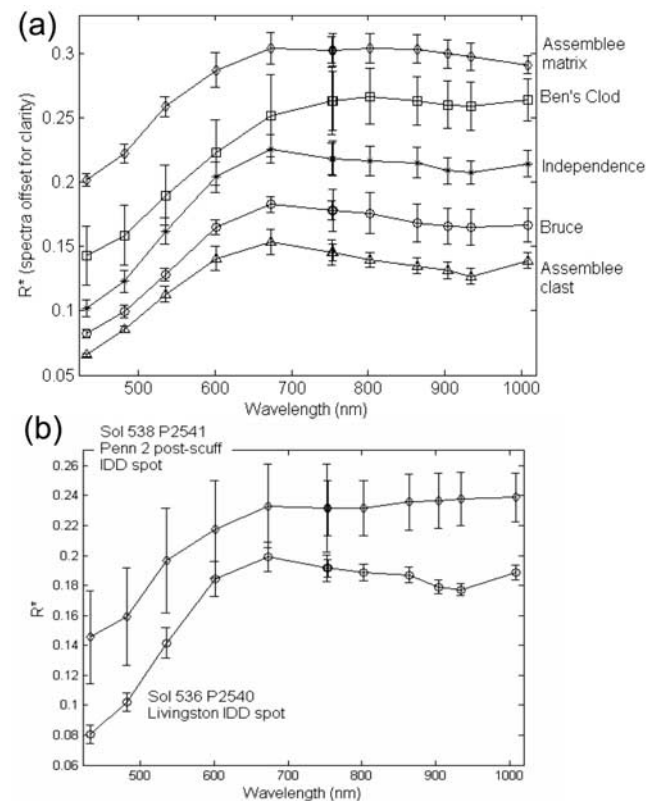 (a)
0.3
0.25
0.2
0.15
0.1
0.05
R* (spectra offset for clarity)
Assemblee
matrix
Ben's Clod
Independence
Bruce
Assemblee
clast
500 600 700 800 900 1000
Wavelength (nm)
(b)
Sol 538 P2541
Penn 2 post-scuff
IDD spot
0.26
0.24
0.22
0.2
0.18
0.16
0.14
0.12
0.1
0.08
0.06
R*
Sol 536 P2540
Livingston IDD spot
500 600 700 800 900 1000
Wavelength (nm)